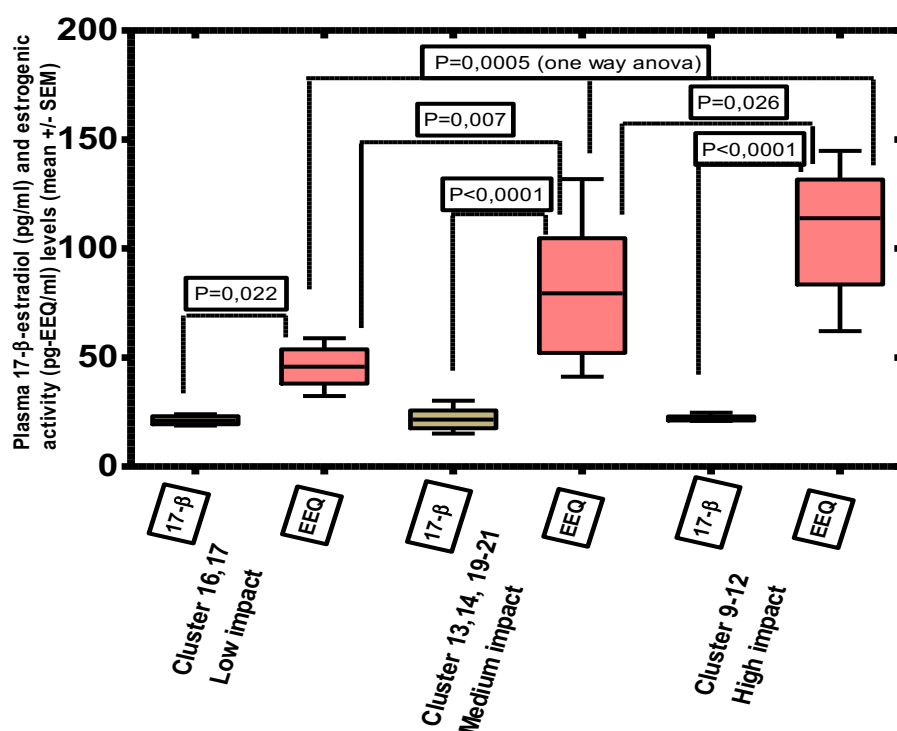 Plasma 17-β-estradiol (pg/ml) and estrogenic
activity (pg-EEQ/ml) levels (mean +/- SEM)
200
150
100
50
0
P=0,0005 (one way anova)
P=0,007
P=0,026
P<0,0001
P<0,0001
P=0,022
17-β
EEQ
17-β
EEQ
17-β
EEQ
Cluster 16,17
Low impact
Cluster 13,14, 19-21
Medium impact
Cluster 9-12
High impact